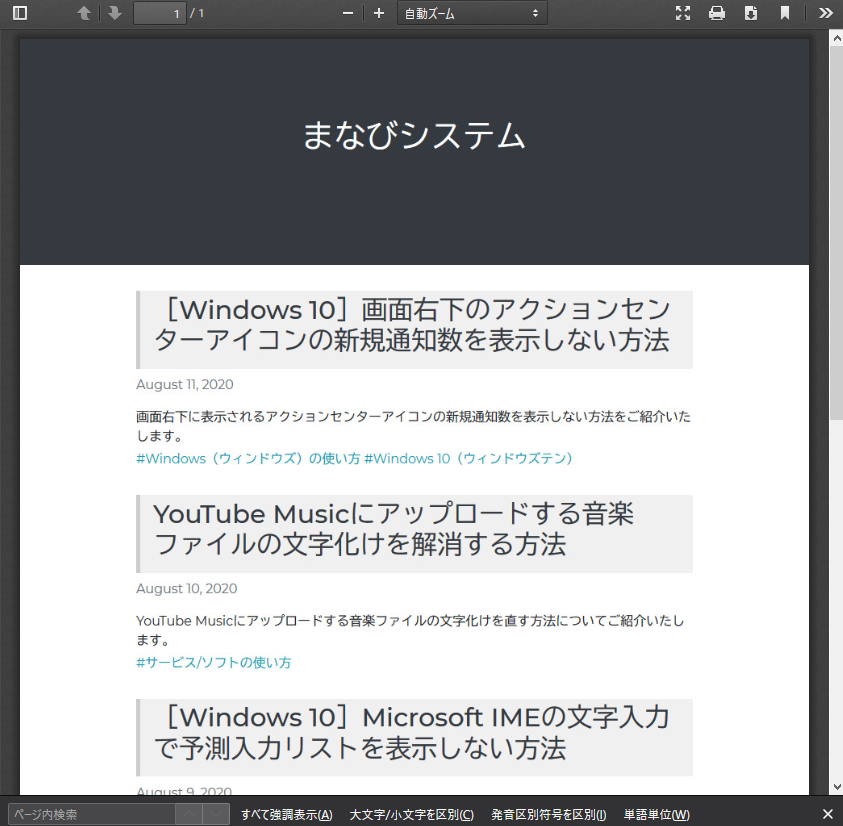 1 / 1
自動ズーム
まなびシステム
［Windows 10］画面右下のアクションセン
ターアイコンの新規通知数を表示しない方法
August 11, 2020
画面右下に表示されるアクションセンターアイコンの新規通知数を表示しない方法をご紹介いた
します。
#Windows（ウィンドウズ）の使い方 #Windows 10（ウィンドウズテン）
YouTube Musicにアップロードする音楽
ファイルの文字化けを解消する方法
August 10, 2020
YouTube Musicにアップロードする音楽ファイルの文字化けを直す方法についてご紹介いたし
ます。
#サービス/ソフトの使い方
［Windows 10］Microsoft IMEの文字入力
で予測入力リストを表示しない方法
August 9, 2020
ページ内検索 すべて強調表示(A) 大文字/小文字を区別(C) 発音区別符号を区別(I) 単語単位(W)